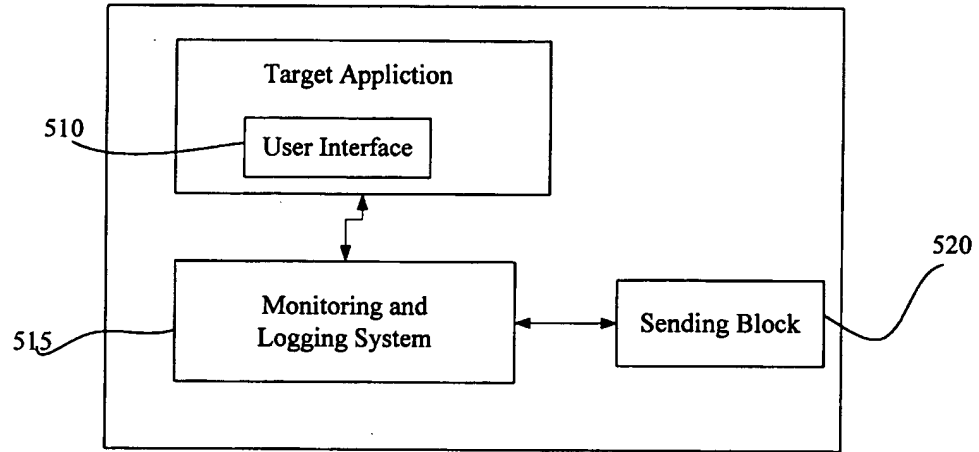 Target Appliction
510
User Interface
520
Monitoring and
Logging System
Sending Block
515